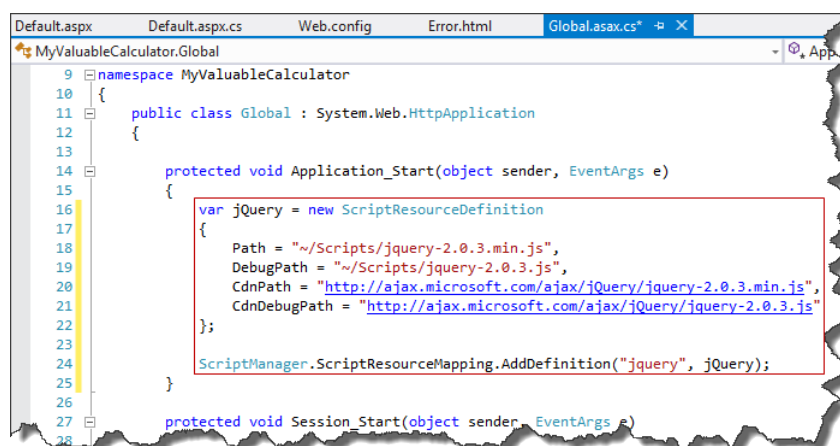 Default.aspx Default.aspx.cs Web.config Error.html Global.asax.cs*
MyValuableCalculator.Global
9 namespace MyValuableCalculator
10 {
11 public class Global : System.Web.HttpApplication
12 {
13
14 protected void Application_Start(object sender, EventArgs e)
15 {
16 var jQuery = new ScriptResourceDefinition
17 {
18 Path = "~/Scripts/jquery-2.0.3.min.js",
19 DebugPath = "~/Scripts/jquery-2.0.3.js",
20 CdnPath = "http://ajax.microsoft.com/ajax/jQuery/jquery-2.0.3.min.js",
21 CdnDebugPath = "http://ajax.microsoft.com/ajax/jQuery/jquery-2.0.3.js"
22 };
23
24 ScriptManager.ScriptResourceMapping.AddDefinition("jquery", jQuery);
25 }
26
27 protected void Session_Start(object sender, EventArgs e)
28